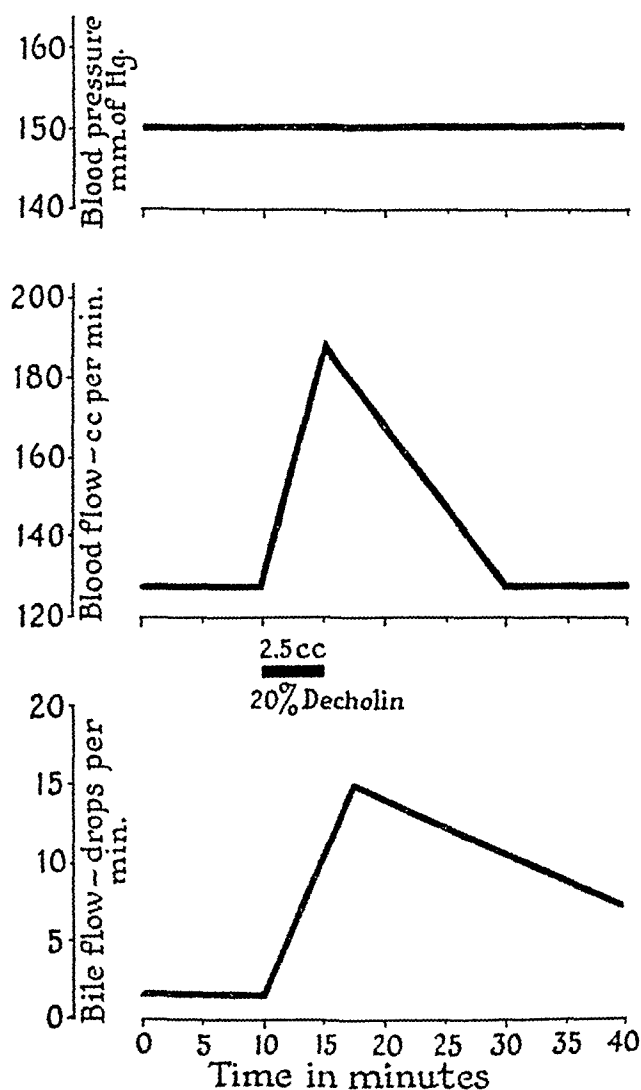 160
150
140
Blood pressure
mm. of Hg.
200
180
160
140
120
Blood flow – cc per min.
2.5 cc
20% Decholin
20
15
10
5
0
Bile flow – drops per
min.
0 5 10 15 20 25 30 35 40
Time in minutes